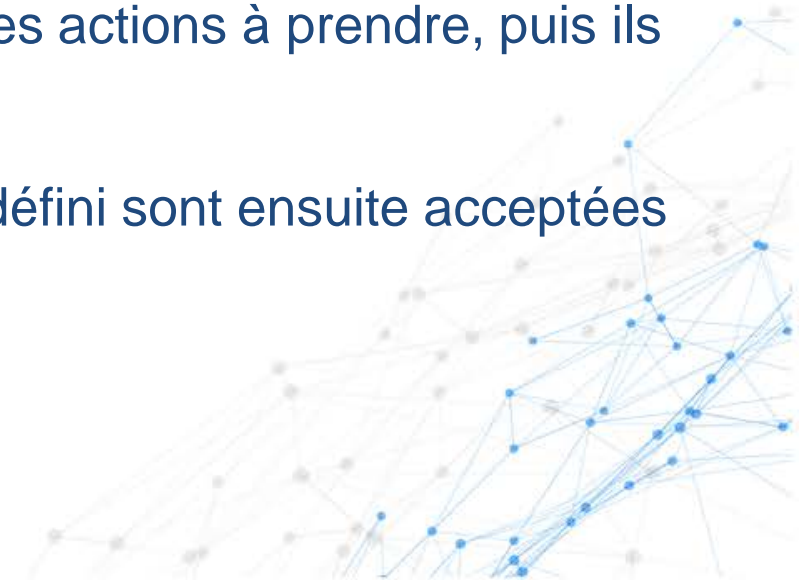 es actions à prendre, puis ils
défini sont ensuite acceptées